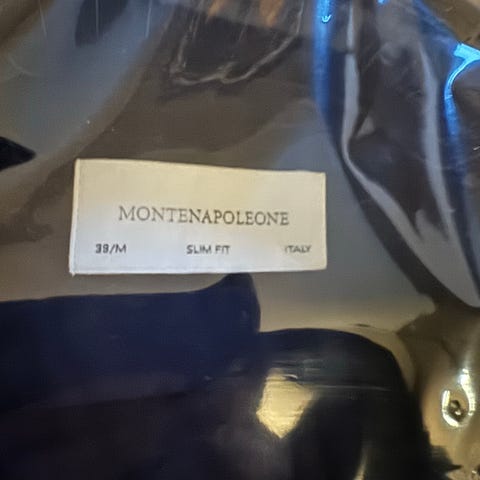 MONTENAPOLEONE
39/M SLIM FIT ITALY